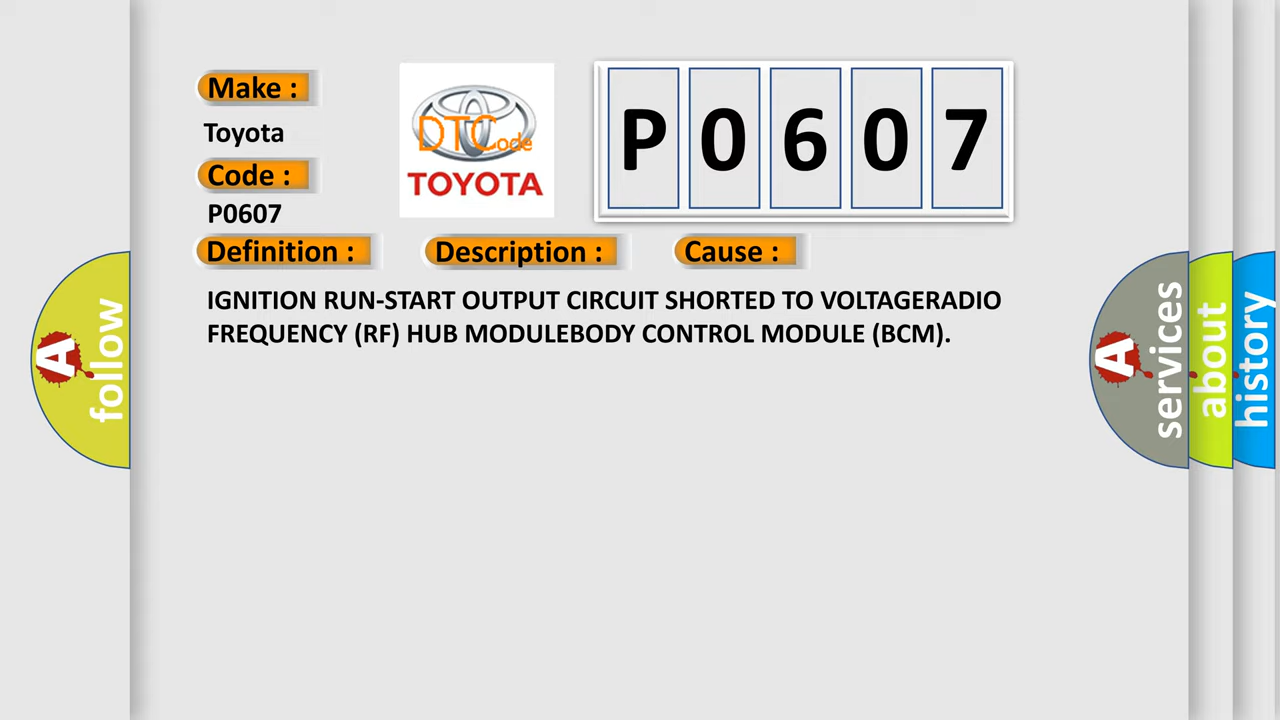 Make :
Toyota
Code :
P0607
DTCode
TOYOTA
P0607
Definition :
Description :
Cause :
IGNITION RUN-START OUTPUT CIRCUIT SHORTED TO VOLTAGERADIO
FREQUENCY (RF) HUB MODULEBODY CONTROL MODULE (BCM).
A
follow
A
services
about
history